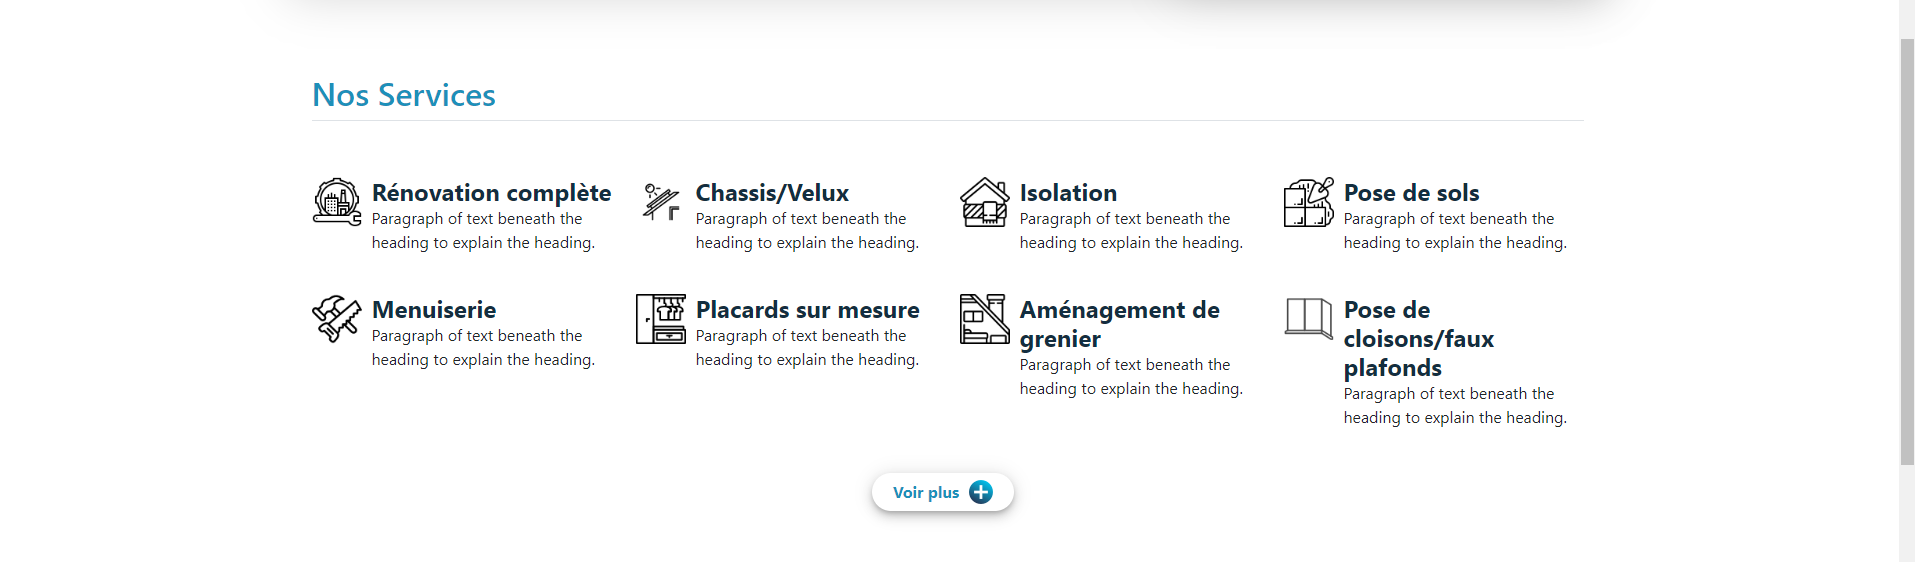 Nos Services
Rénovation complète
Paragraph of text beneath the
heading to explain the heading.
Chassis/Velux
Paragraph of text beneath the
heading to explain the heading.
Isolation
Paragraph of text beneath the
heading to explain the heading.
Pose de sols
Paragraph of text beneath the
heading to explain the heading.
Menuiserie
Paragraph of text beneath the
heading to explain the heading.
Placards sur mesure
Paragraph of text beneath the
heading to explain the heading.
Aménagement de
grenier
Paragraph of text beneath the
heading to explain the heading.
Pose de
cloisons/faux
plafonds
Paragraph of text beneath the
heading to explain the heading.
Voir plus